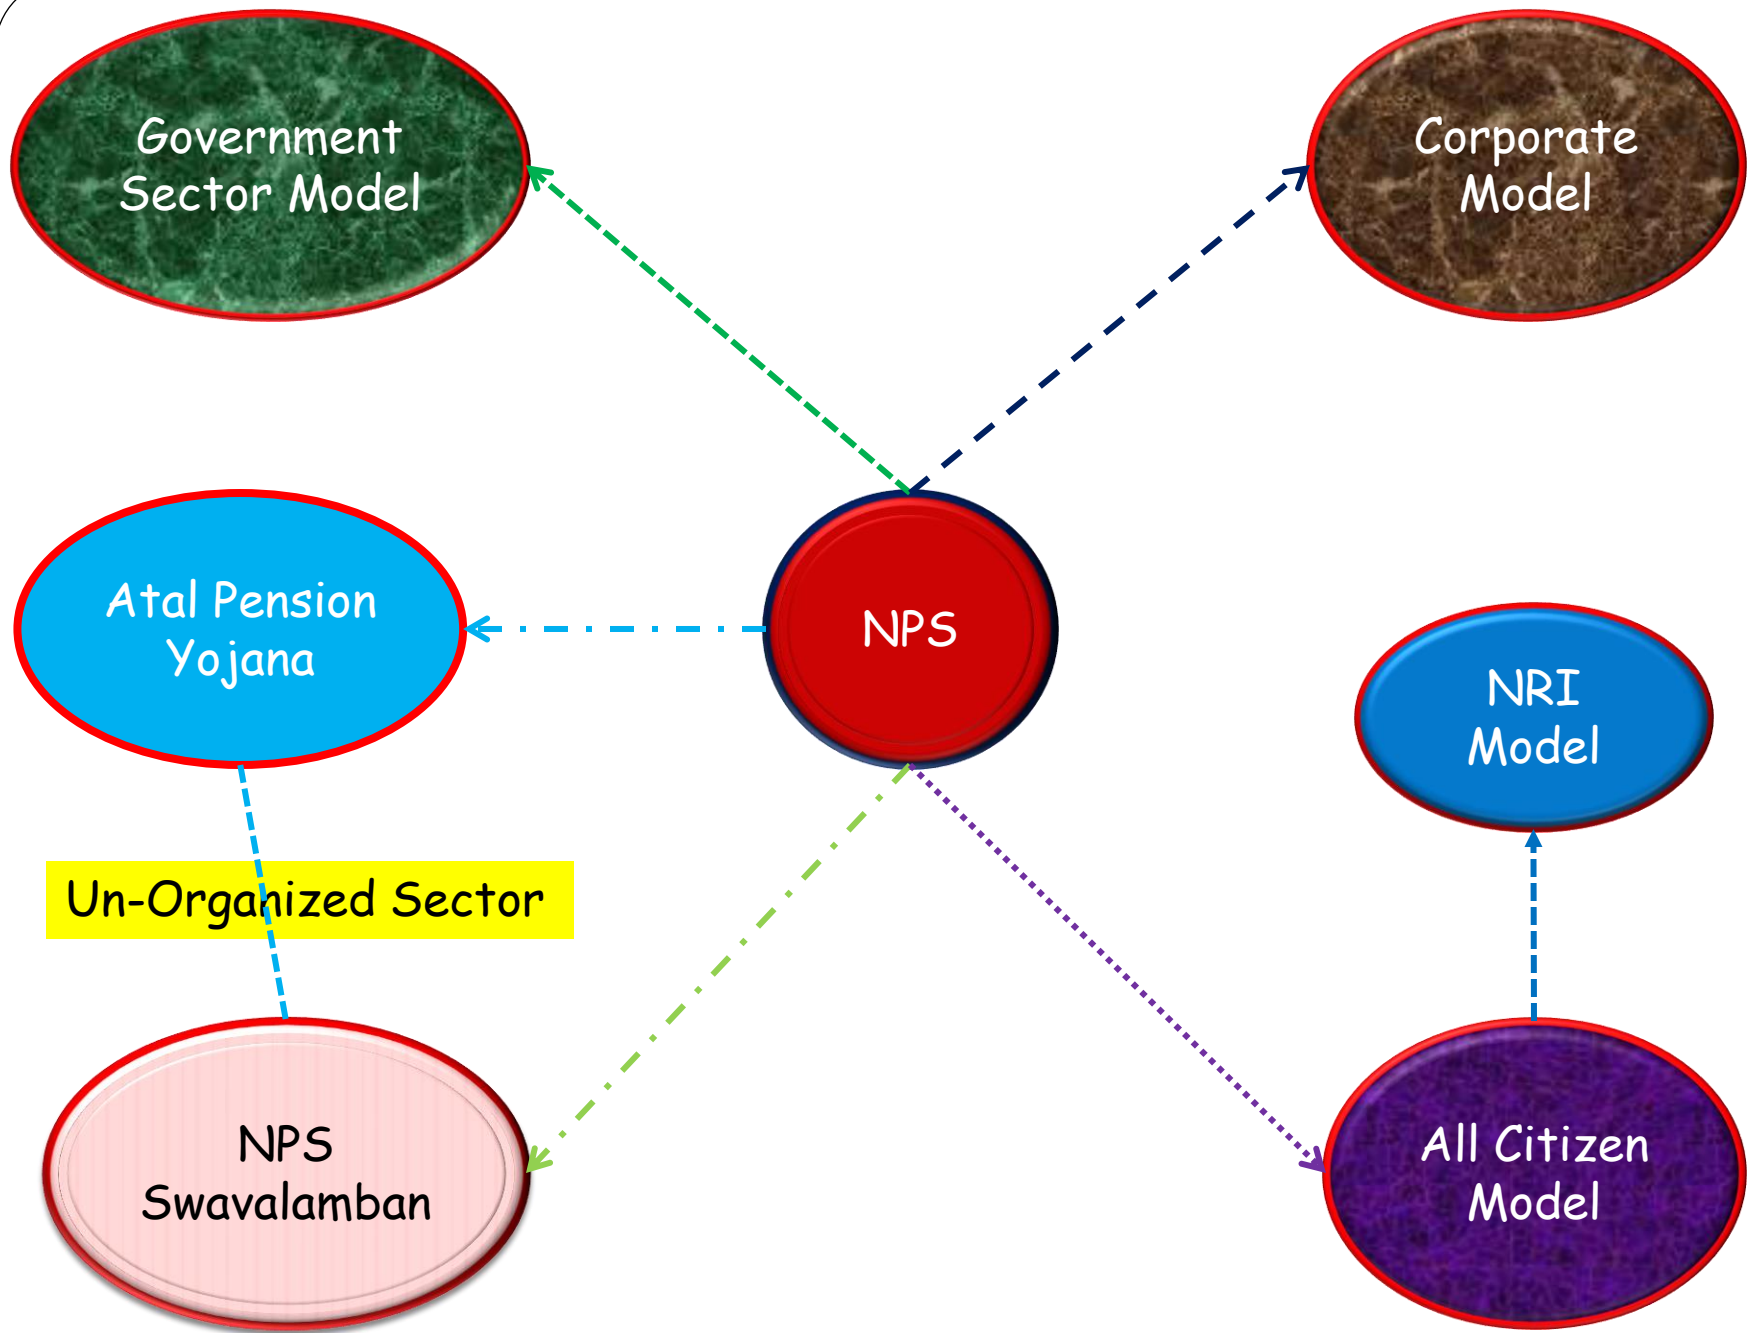 Government
Sector Model
Corporate
Model
Atal Pension
Yojana
NPS
NRI
Model
Un-Organized Sector
NPS
Swavalamban
All Citizen
Model